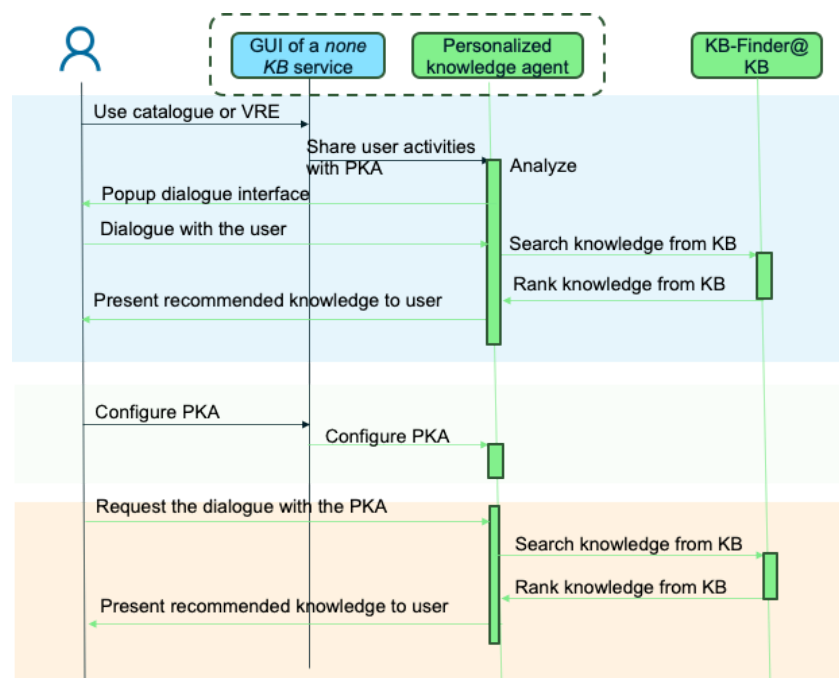 GUI of a none
KB service
Personalized
knowledge agent
KB-Finder@
KB
Use catalogue or VRE
Share user activities
with PKA
Analyze
Popup dialogue interface
Dialogue with the user
Search knowledge from KB
Rank knowledge from KB
Present recommended knowledge to user
Configure PKA
Configure PKA
Request the dialogue with the PKA
Search knowledge from KB
Rank knowledge from KB
Present recommended knowledge to user